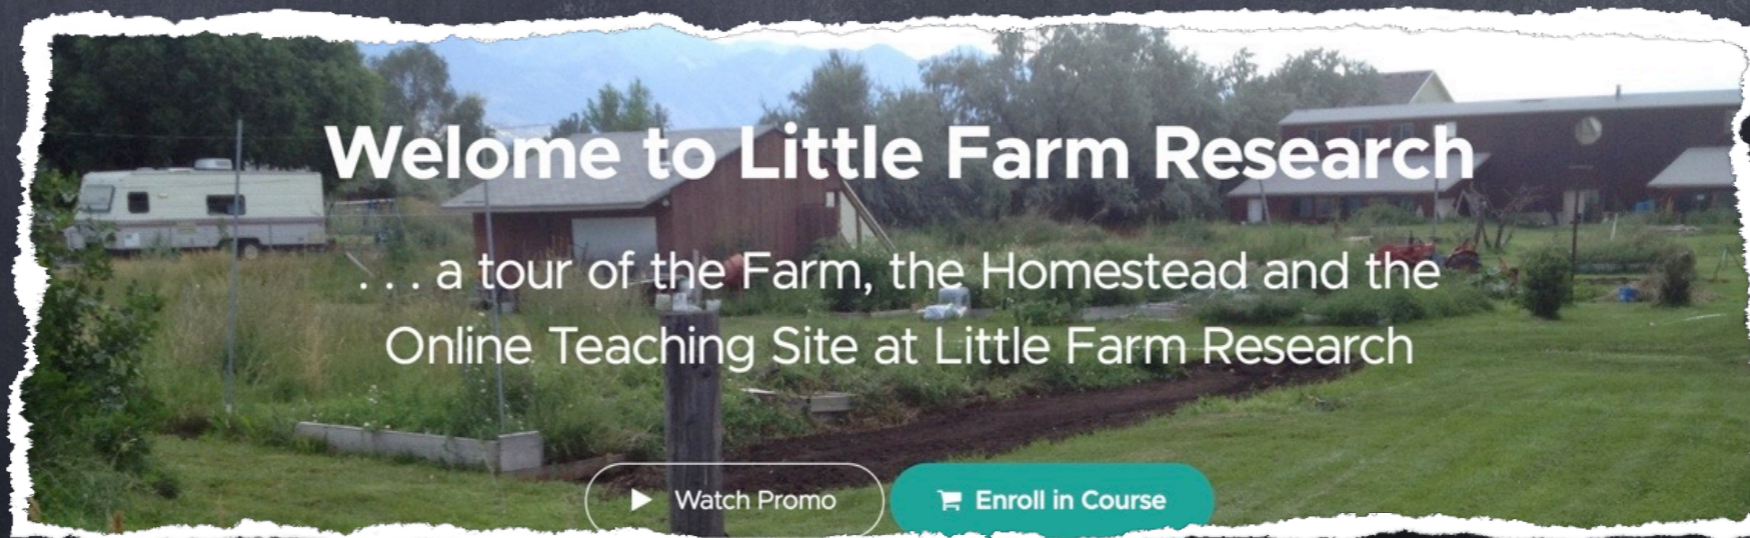 Welome to Little Farm Research
. . . a tour of the Farm, the Homestead and the
Online Teaching Site at Little Farm Research
Watch Promo
Enroll in Course